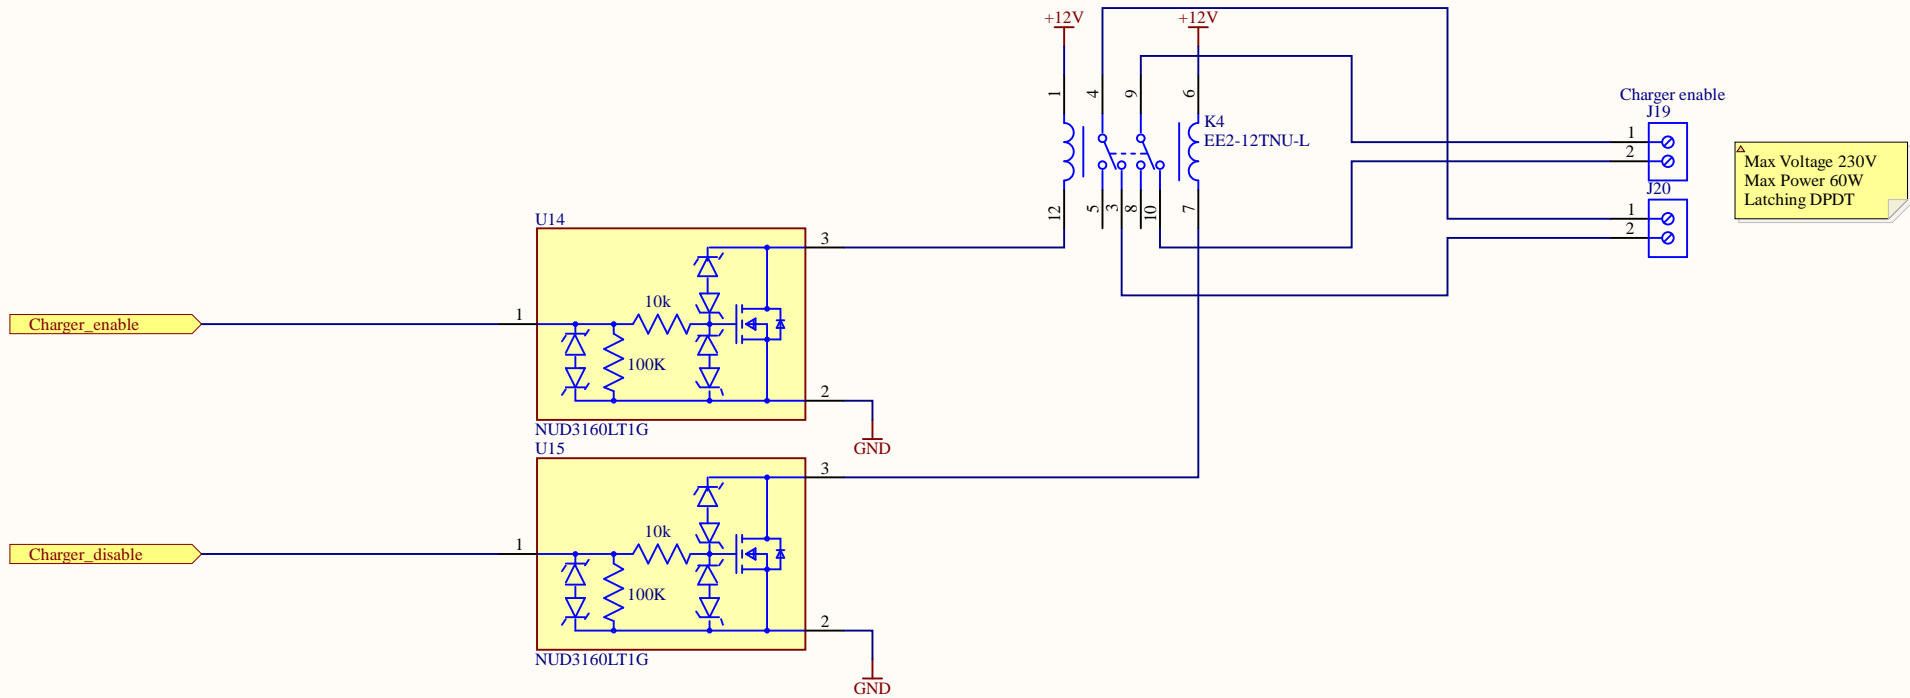 +12V
+12V
1
4
9
6
K4
EE2-12TNU-L
12
5
3
8
10
7
Charger enable
J19
1
2
J20
1
2
Max Voltage 230V
Max Power 60W
Latching DPDT
U14
3
Charger_enable
1
10k
100K
2
NUD3160LT1G
GND
U15
3
Charger_disable
1
10k
100K
2
NUD3160LT1G
GND